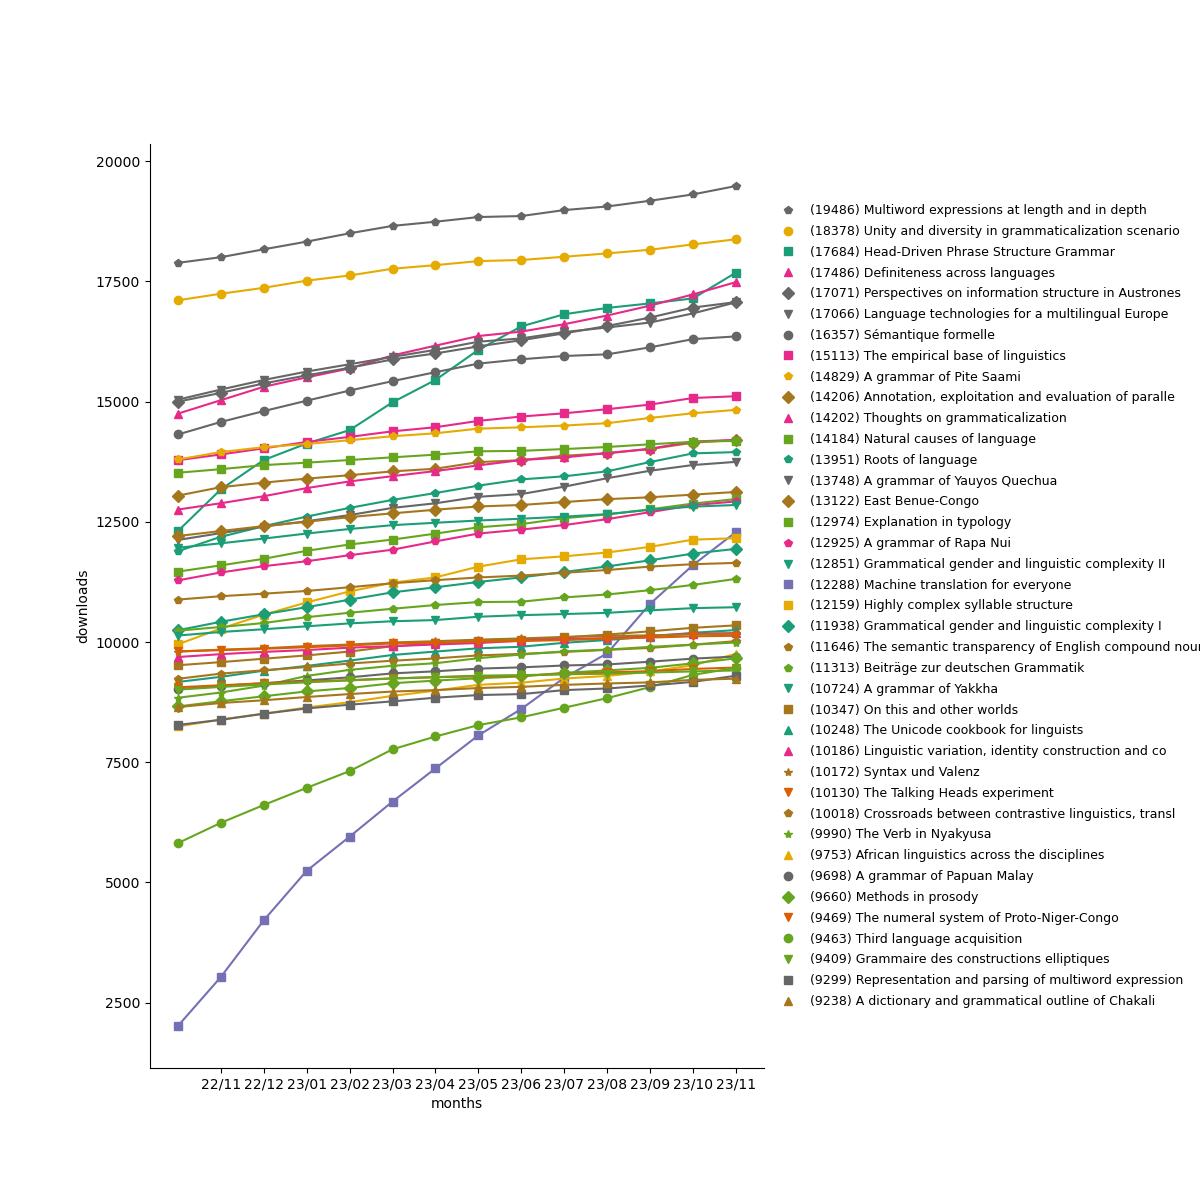 20000
17500
15000
12500
10000
7500
5000
2500
downloads
22/11 22/12 23/01 23/02 23/03 23/04 23/05 23/06 23/07 23/08 23/09 23/10 23/11
months
(19486) Multiword expressions at length and in depth
(18378) Unity and diversity in grammaticalization scenario
(17684) Head-Driven Phrase Structure Grammar
(17486) Definiteness across languages
(17071) Perspectives on information structure in Austrones
(17066) Language technologies for a multilingual Europe
(16357) Sémantique formelle
(15113) The empirical base of linguistics
(14829) A grammar of Pite Saami
(14206) Annotation, exploitation and evaluation of paralle
(14202) Thoughts on grammaticalization
(14184) Natural causes of language
(13951) Roots of language
(13748) A grammar of Yauyos Quechua
(13122) East Benue-Congo
(12974) Explanation in typology
(12925) A grammar of Rapa Nui
(12851) Grammatical gender and linguistic complexity II
(12288) Machine translation for everyone
(12159) Highly complex syllable structure
(11938) Grammatical gender and linguistic complexity I
(11646) The semantic transparency of English compound nour
(11313) Beiträge zur deutschen Grammatik
(10724) A grammar of Yakkha
(10347) On this and other worlds
(10248) The Unicode cookbook for linguists
(10186) Linguistic variation, identity construction and co
(10172) Syntax und Valenz
(10130) The Talking Heads experiment
(10018) Crossroads between contrastive linguistics, transl
(9990) The Verb in Nyakyusa
(9753) African linguistics across the disciplines
(9698) A grammar of Papuan Malay
(9660) Methods in prosody
(9469) The numeral system of Proto-Niger-Congo
(9463) Third language acquisition
(9409) Grammaire des constructions elliptiques
(9299) Representation and parsing of multiword expression
(9238) A dictionary and grammatical outline of Chakali